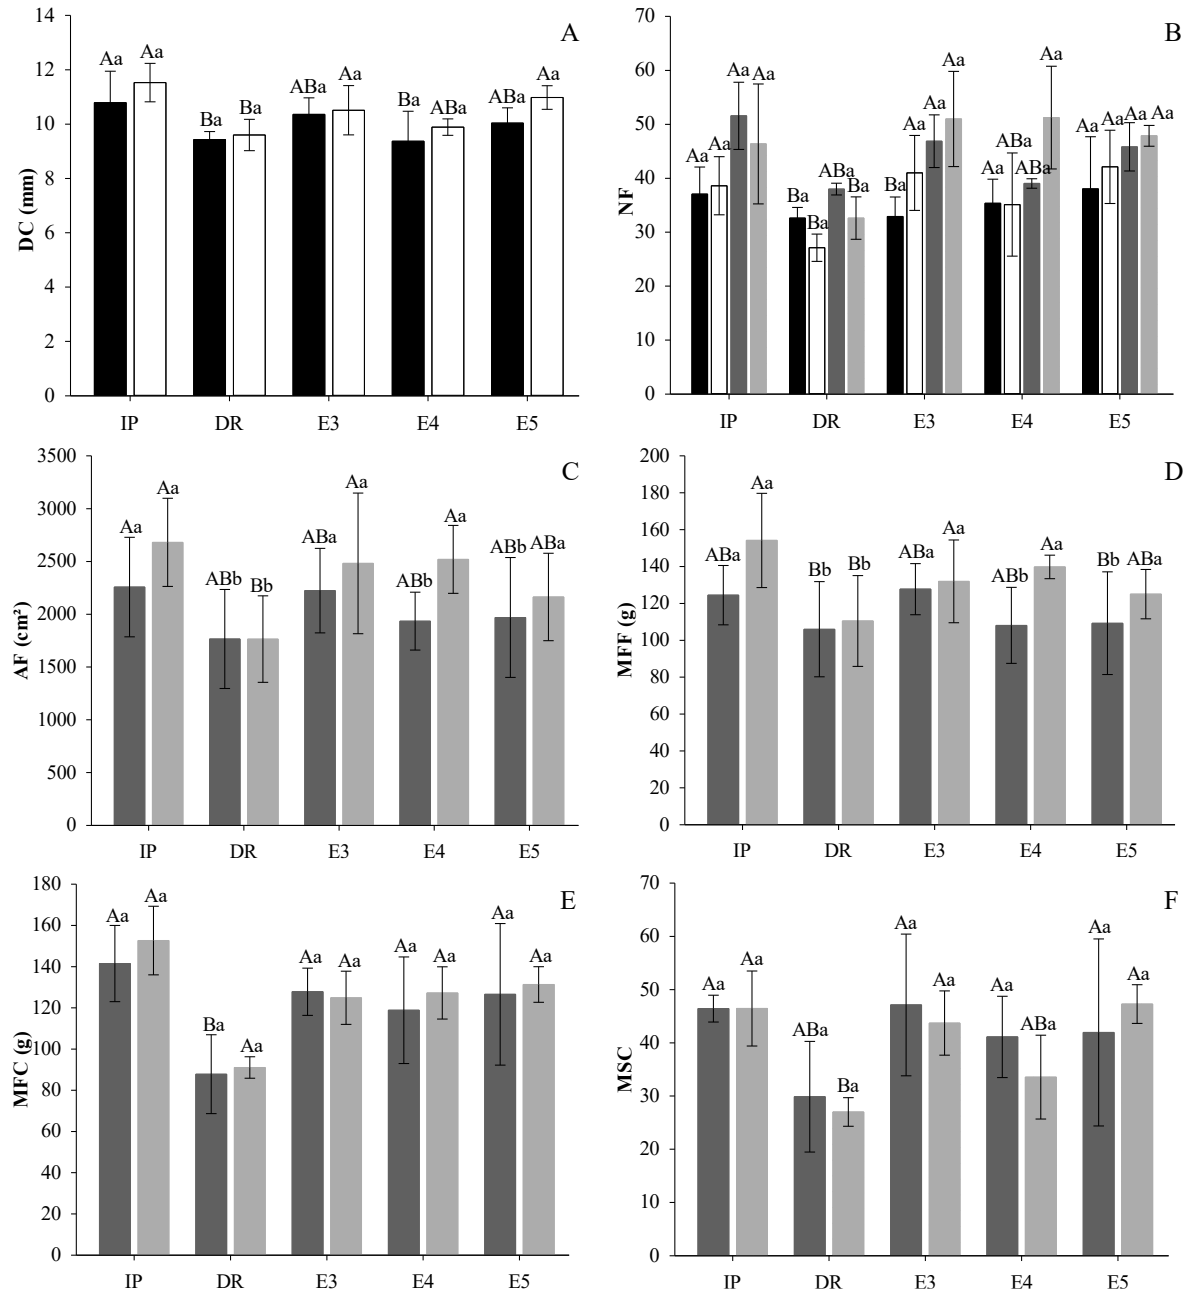 A
DC (mm)
14
12
10
8
6
4
2
0
Aa Aa Ba Ba ABa Aa Ba ABa ABa Aa
IP DR E3 E4 E5
B
NF
70
60
50
40
30
20
10
0
Aa Aa Aa Aa Ba Ba ABa Ba Ba Aa Aa Aa Aa ABa ABa Aa Aa Aa Aa Aa
IP DR E3 E4 E5
C
AF (cm²)
3500
3000
2500
2000
1500
1000
500
0
Aa Aa ABb Bb ABa Aa ABb Aa ABb ABa
IP DR E3 E4 E5
D
MFF (g)
200
180
160
140
120
100
80
60
40
20
0
ABa Aa Bb Bb ABa Aa ABb Aa Bb ABa
IP DR E3 E4 E5
E
MFC (g)
180
160
140
120
100
80
60
40
20
0
Aa Aa Ba Aa Aa Aa Aa Aa Aa Aa
IP DR E3 E4 E5
F
MSC
70
60
50
40
30
20
10
0
Aa Aa ABa Ba Aa Aa Aa ABa Aa Aa
IP DR E3 E4 E5